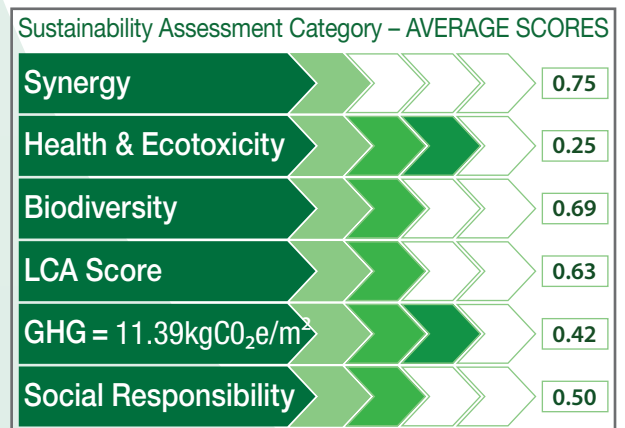 Sustainability Assessment Category – AVERAGE SCORES
Synergy 0.75
Health & Ecotoxicity 0.25
Biodiversity 0.69
LCA Score 0.63
GHG = 11.39kgC0₂e/m² 0.42
Social Responsibility 0.50